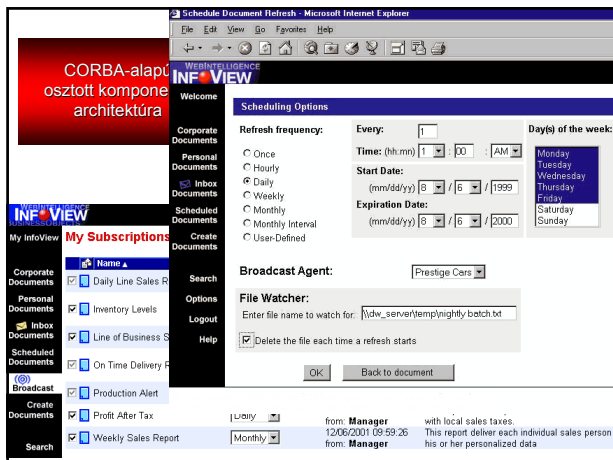 Schedule Document Refresh - Microsoft Internet Explorer
File Edit View Go Favorites Help
CORBA-alapú
osztott kompone
architektúra
WEBINTELLIGENCE
INFOVIEW
Welcome
Corporate
Documents
Personal
Documents
Inbox
Documents
Scheduled
Documents
Create
Documents
Search
Options
Logout
Help
Scheduling Options
Refresh frequency:
Once
Hourly
Daily
Weekly
Monthly
Monthly Interval
User-Defined
Every: 1
Time: (hh:mn) 1 : 00 : AM
Start Date:
(mm/dd/yy) 8 / 6 / 1999
Expiration Date:
(mm/dd/yy) 8 / 6 / 2000
Day(s) of the week:
Monday
Tuesday
Wednesday
Thursday
Friday
Saturday
Sunday
Broadcast Agent: Prestige Cars
File Watcher:
Enter file name to watch for: \\dw_server\temp\nightly batch.txt
Delete the file each time a refresh starts
OK Back to document
WEBINTELLIGENCE
INFOVIEW
BUSINESSOBJECTS
My InfoView
Corporate
Documents
Personal
Documents
Inbox
Documents
Scheduled
Documents
Broadcast
Create
Documents
Search
My Subscriptions
Name
Daily Line Sales R
Inventory Levels
Line of Business S
On Time Delivery R
Production Alert
Profit After Tax Daily
from: Manager with local sales taxes.
Weekly Sales Report Monthly 12/06/2001 09:59:26 This report deliver each individual sales person
from: Manager his or her personalized data